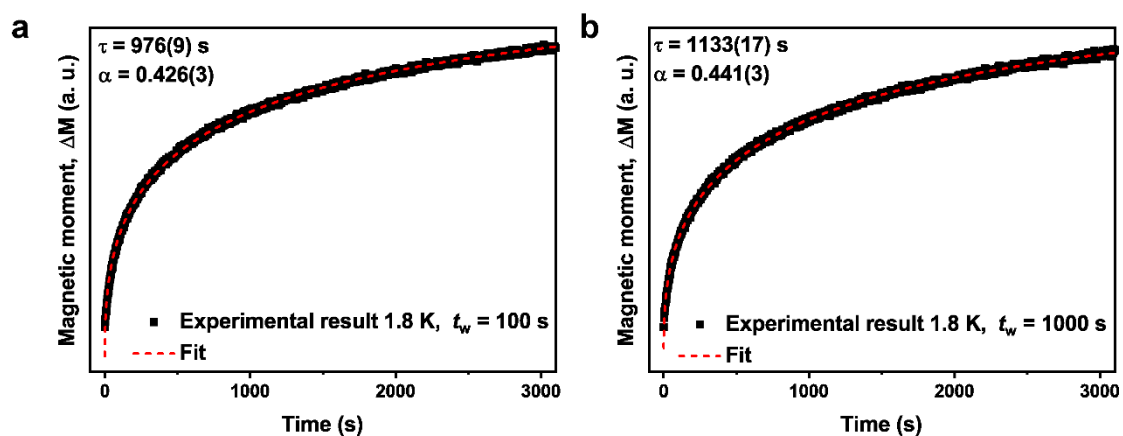 a
τ = 976(9) s
α = 0.426(3)
Magnetic moment, ΔM (a. u.)
Experimental result 1.8 K, tw = 100 s
Fit
0 1000 2000 3000
Time (s)
b
τ = 1133(17) s
α = 0.441(3)
Magnetic moment, ΔM (a. u.)
Experimental result 1.8 K, tw = 1000 s
Fit
0 1000 2000 3000
Time (s)